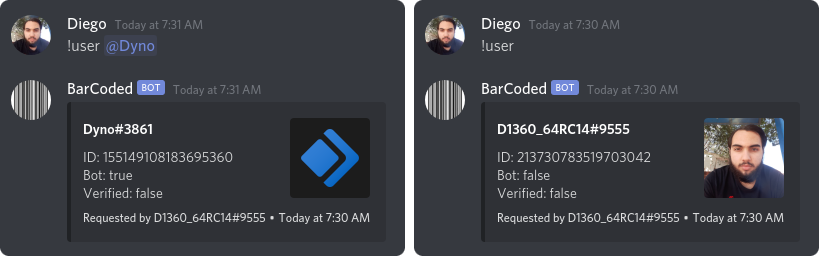 Diego Today at 7:31 AM
!user @Dyno
BarCoded BOT Today at 7:31 AM
Dyno#3861
ID: 155149108183695360
Bot: true
Verified: false
Requested by D1360_64RC14#9555 • Today at 7:30 AM
Diego Today at 7:30 AM
!user
BarCoded BOT Today at 7:30 AM
D1360_64RC14#9555
ID: 213730783519703042
Bot: false
Verified: false
Requested by D1360_64RC14#9555 • Today at 7:30 AM